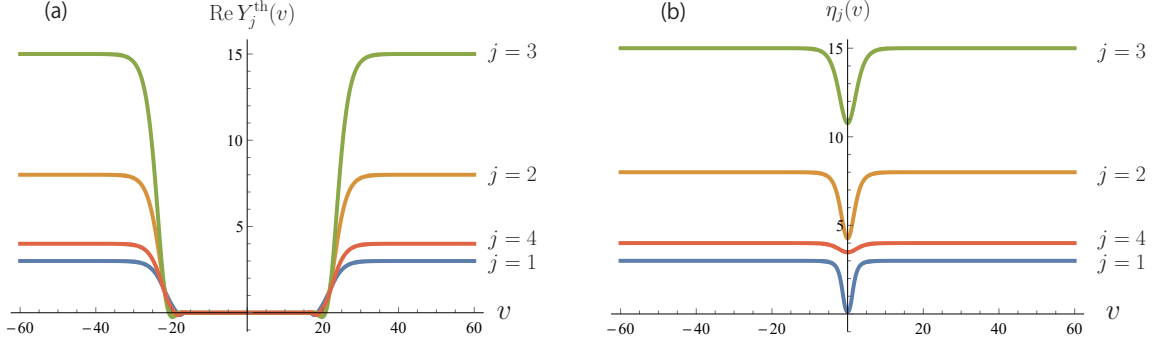 (a)
Re Y_j^th(v)
15
10
5
−60
−40
−20
0
20
40
60
v
j = 3
j = 2
j = 4
j = 1
(b)
η_j(v)
15
10
5
−60
−40
−20
0
20
40
60
v
j = 3
j = 2
j = 4
j = 1